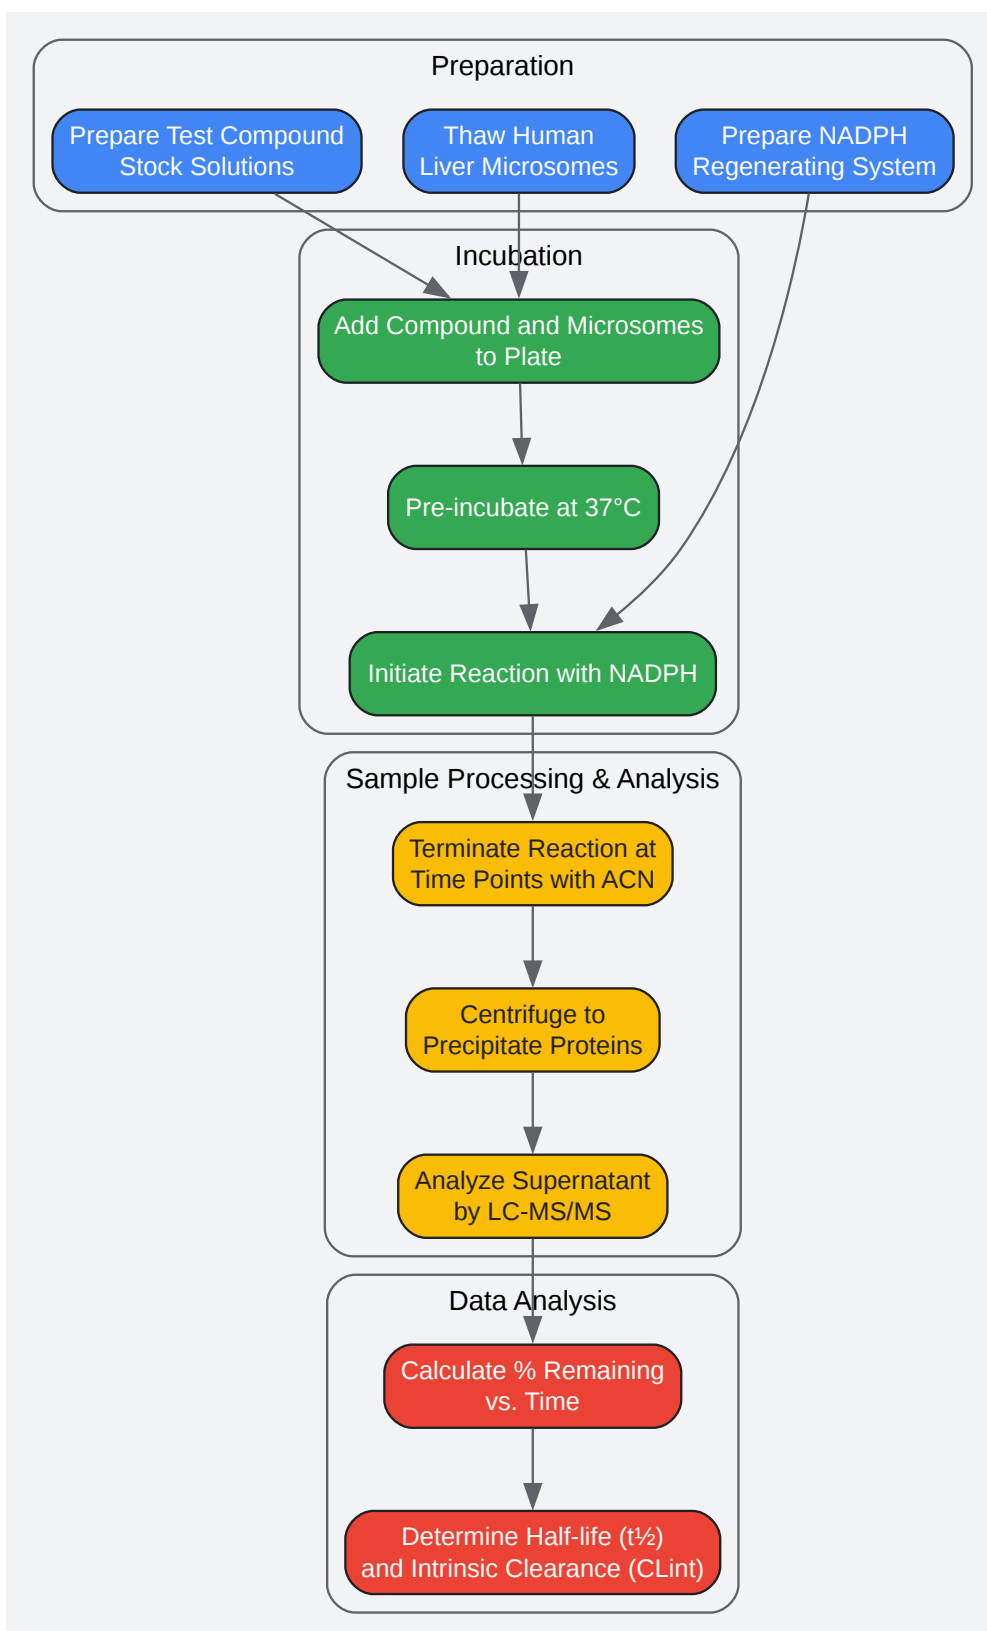 Preparation
Prepare Test Compound
Stock Solutions
Thaw Human
Liver Microsomes
Prepare NADPH
Regenerating System
Incubation
Add Compound and Microsomes
to Plate
Pre-incubate at 37°C
Initiate Reaction with NADPH
Sample Processing & Analysis
Terminate Reaction at
Time Points with ACN
Centrifuge to
Precipitate Proteins
Analyze Supernatant
by LC-MS/MS
Data Analysis
Calculate % Remaining
vs. Time
Determine Half-life (t½)
and Intrinsic Clearance (CLint)